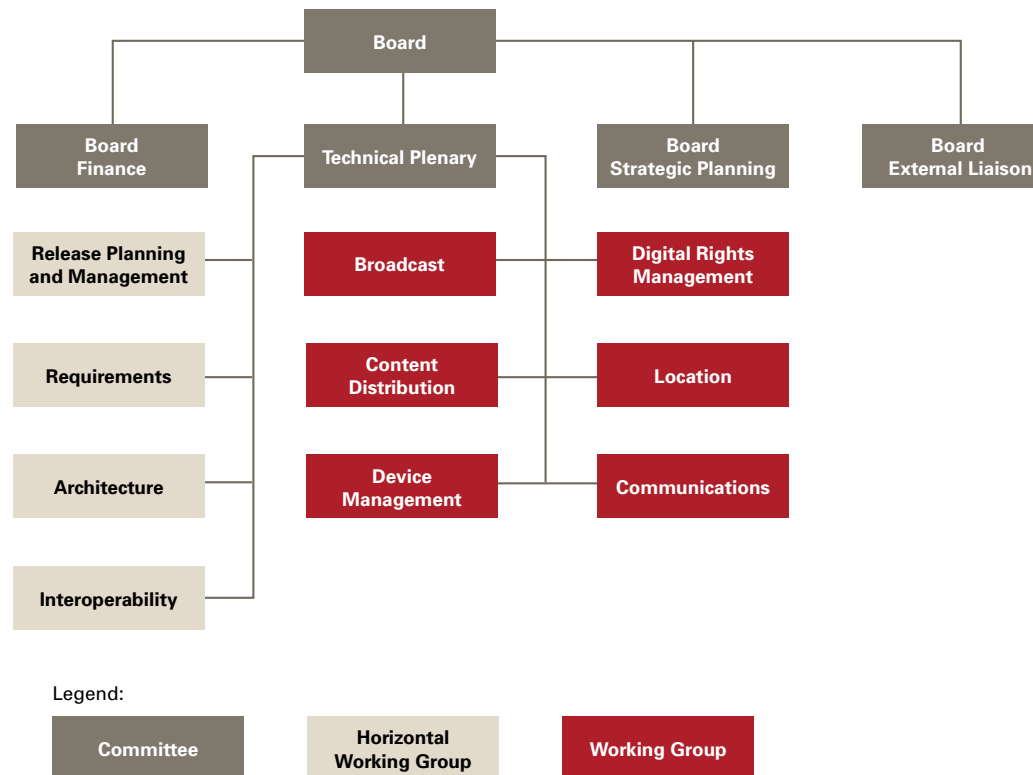 Board
Board
Finance
Technical Plenary
Board
Strategic Planning
Board
External Liaison
Release Planning
and Management
Broadcast
Digital Rights
Management
Requirements
Content
Distribution
Location
Architecture
Device
Management
Communications
Interoperability
Legend:
Committee
Horizontal
Working Group
Working Group